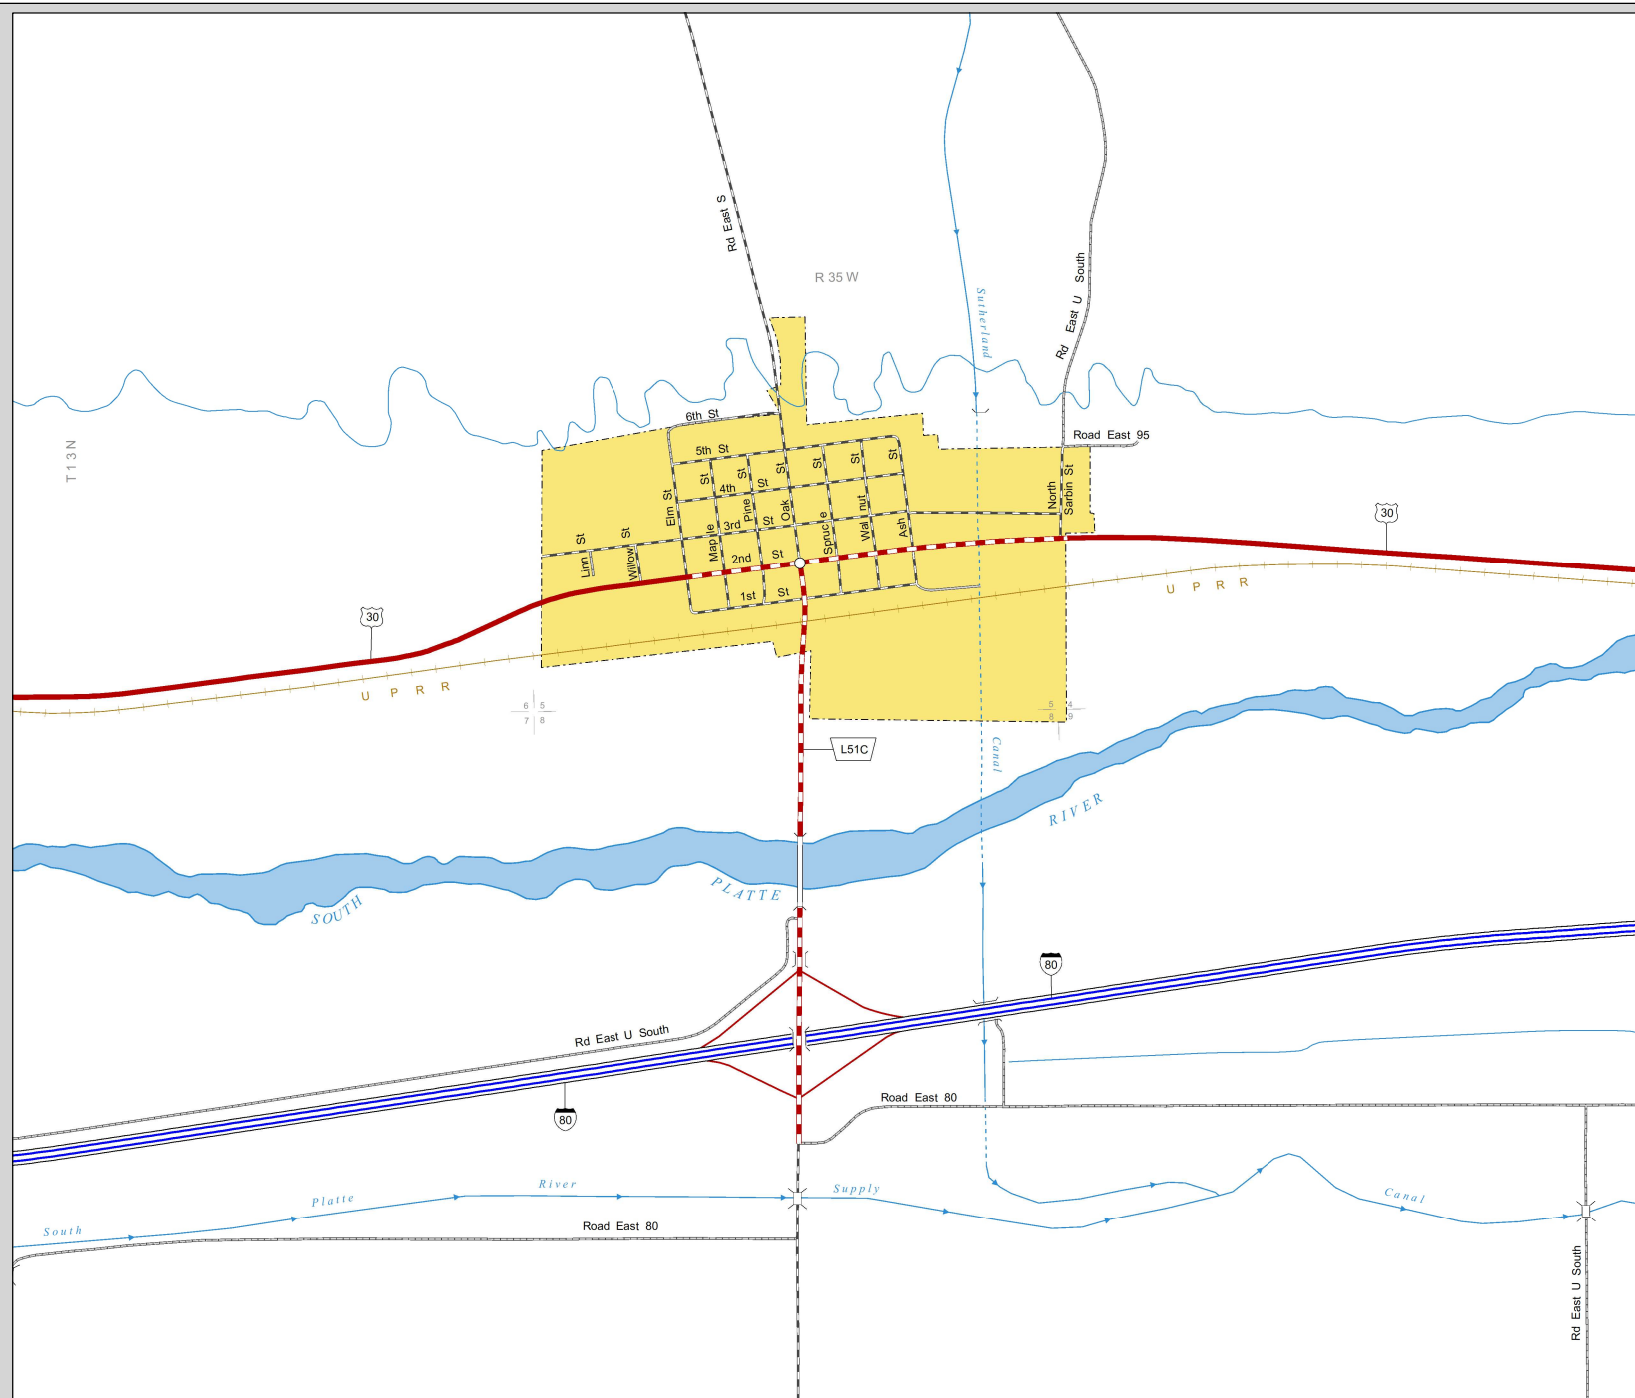 Rd East S
R 35 W
Sutherland
Rd East U South
T 13 N
6th St
Road East 95
5th St
St
St
St
St
St
St
4th St
Elm St
Maple
Pine
Oak
Spruce
Walnut
Ash
North
Sarbin St
3rd St
30
Linn St
Willow St
2nd St
1st St
U P R R
30
U P R R
6 5
7 8
5 4
8 9
L51C
Canal
RIVER
PLATTE
SOUTH
80
Rd East U South
80
Road East 80
South Platte River Supply Canal
Road East 80
Rd East U South